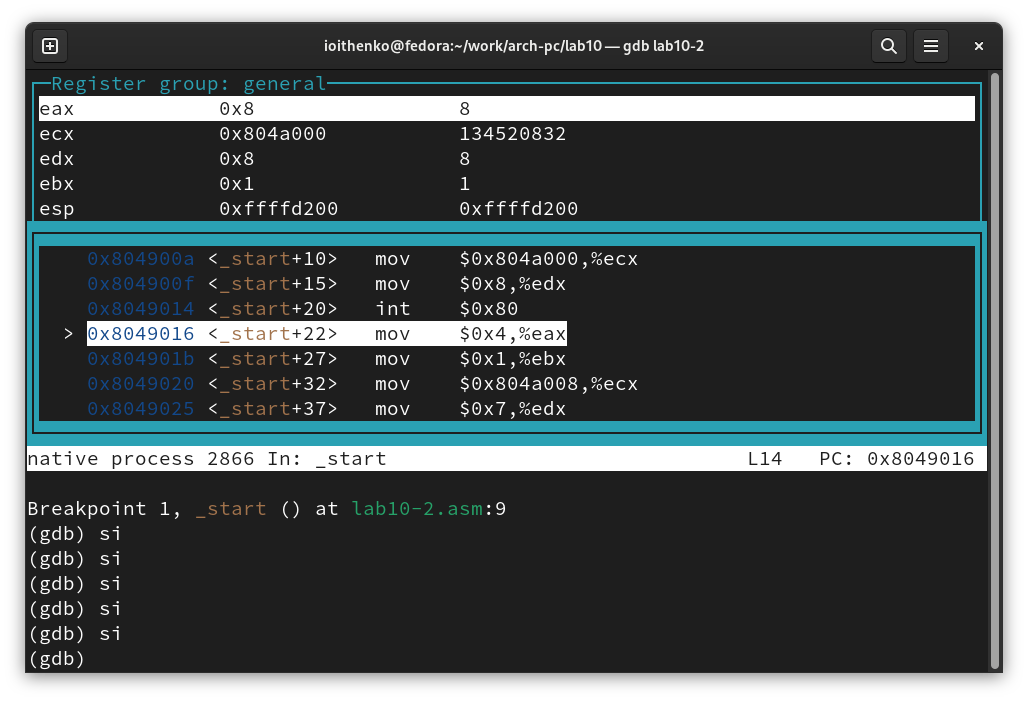 ioithenko@fedora:~/work/arch-pc/lab10 — gdb lab10-2
Register group: general
eax 0x8 8
ecx 0x804a000 134520832
edx 0x8 8
ebx 0x1 1
esp 0xffffd200 0xffffd200
0x804900a <_start+10> mov $0x804a000,%ecx
0x804900f <_start+15> mov $0x8,%edx
0x8049014 <_start+20> int $0x80
> 0x8049016 <_start+22> mov $0x4,%eax
0x804901b <_start+27> mov $0x1,%ebx
0x8049020 <_start+32> mov $0x804a008,%ecx
0x8049025 <_start+37> mov $0x7,%edx
native process 2866 In: _start L14 PC: 0x8049016
Breakpoint 1, _start () at lab10-2.asm:9
(gdb) si
(gdb) si
(gdb) si
(gdb) si
(gdb) si
(gdb)